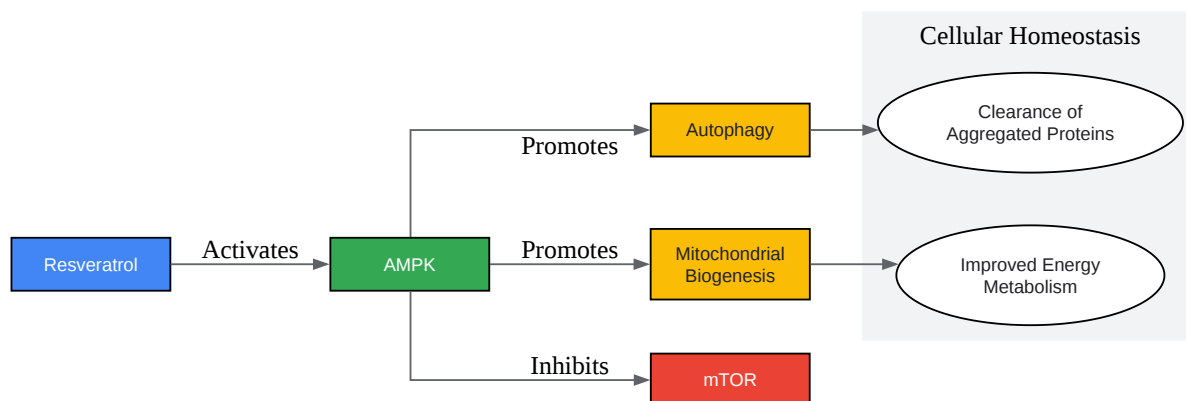 Cellular Homeostasis
Clearance of
Aggregated Proteins
Autophagy
Promotes
Resveratrol
Activates
AMPK
Promotes
Mitochondrial
Biogenesis
Improved Energy
Metabolism
Inhibits
mTOR